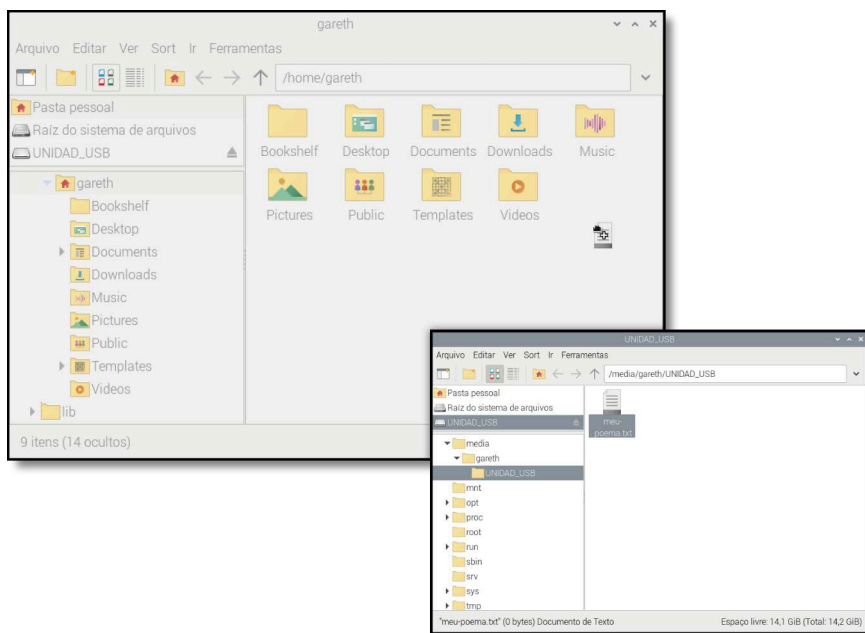 gareth
Arquivo Editar Ver Sort Ir Ferramentas
/home/gareth
Pasta pessoal
Raíz do sistema de arquivos
UNIDAD_USB
gareth
Bookshelf
Desktop
Documents
Downloads
Music
Pictures
Public
Templates
Videos
lib
Bookshelf Desktop Documents Downloads Music
Pictures Public Templates Videos
9 itens (14 ocultos)
UNIDAD_USB
Arquivo Editar Ver Sort Ir Ferramentas
/media/gareth/UNIDAD_USB
Pasta pessoal
Raíz do sistema de arquivos
UNIDAD_USB
media
gareth
UNIDAD_USB
mnt
opt
proc
root
run
sbin
srv
sys
tmp
meu-
poema.txt
"meu-poema.txt" (0 bytes) Documento de Texto Espaço livre: 14,1 GiB (Total: 14,2 GiB)